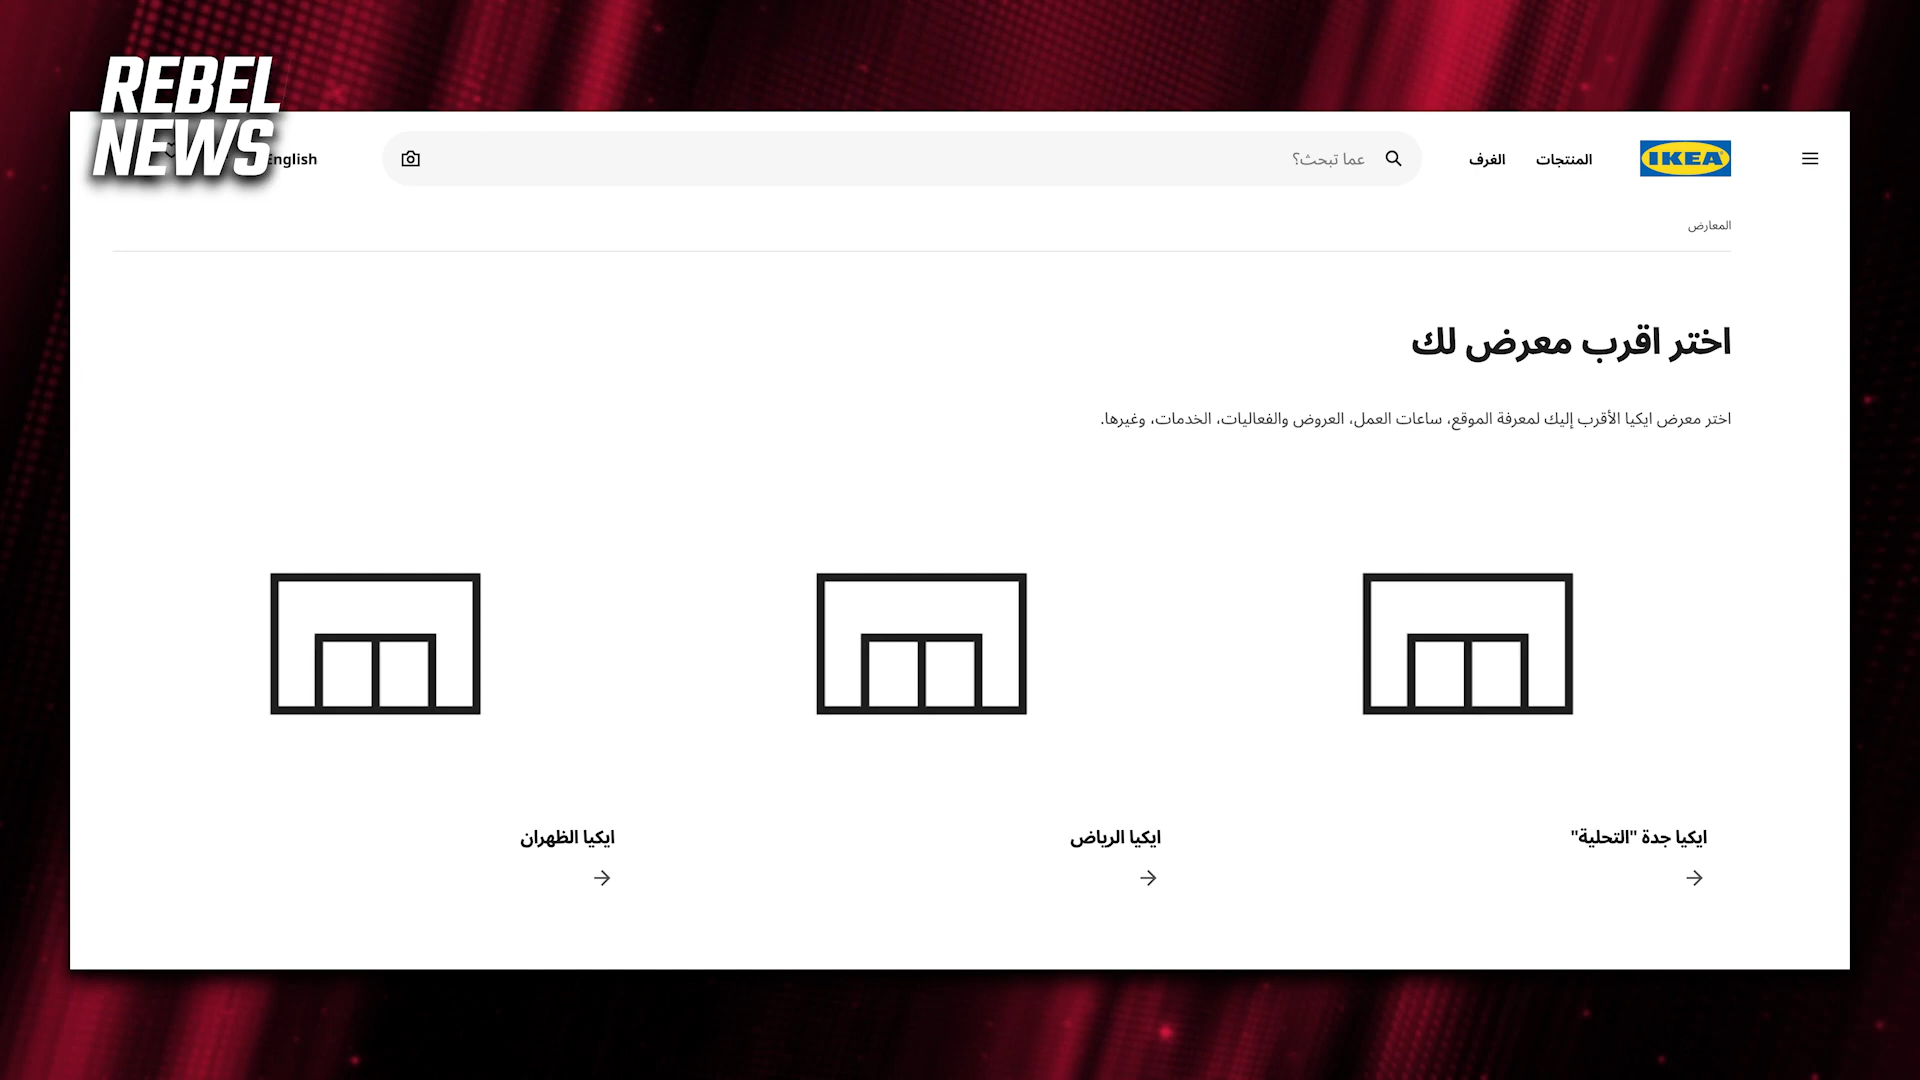 REBEL
NEWS
المنتجات
الغرف
عما تبحث؟
English
IKEA
المعارض
اختر اقرب معرض لك
اختر معرض ايكيا الأقرب إليك لمعرفة الموقع، ساعات العمل، العروض والفعاليات، الخدمات، وغيرها.
ايكيا جدة "التحلية"
ايكيا الرياض
ايكيا الظهران